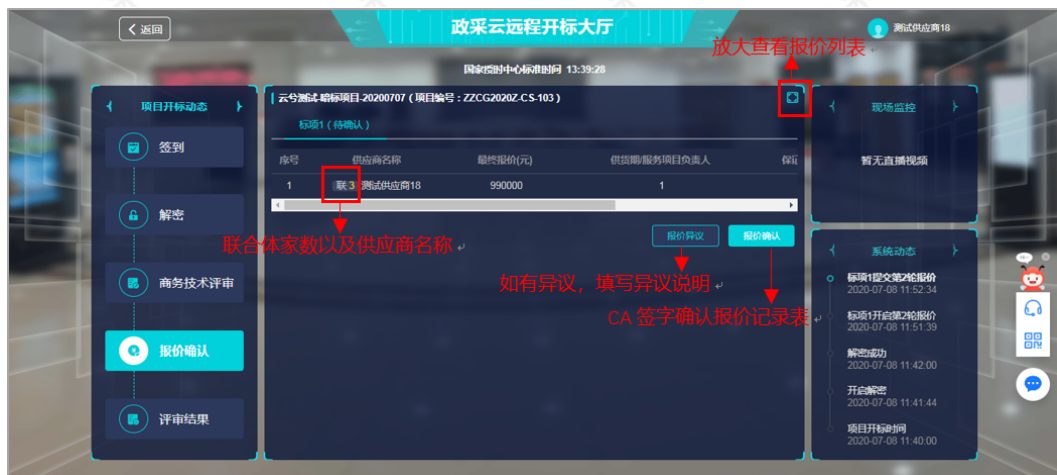 返回
政采云远程开标大厅
测试供应商18
放大查看报价列表
国家授时中心标准时间 13:39:28
项目开标动态
签到
解密
商务技术评审
报价确认
评审结果
云兮测试-暗标项目-20200707 ( 项目编号：ZZCG2020Z-CS-103 )
标项1 ( 待确认 )
序号 供应商名称 最终报价(元) 供货期/服务项目负责人 保证
1 联 3 测试供应商18 990000 1
报价异议 报价确认
联合体家数以及供应商名称
如有异议，填写异议说明
CA 签字确认报价记录表
现场监控
暂无直播视频
系统动态
标项1提交第2轮报价
2020-07-08 11:52:34
标项1开启第2轮报价
2020-07-08 11:51:39
解密成功
2020-07-08 11:42:00
开启解密
2020-07-08 11:41:44
项目开标时间
2020-07-08 11:40:00